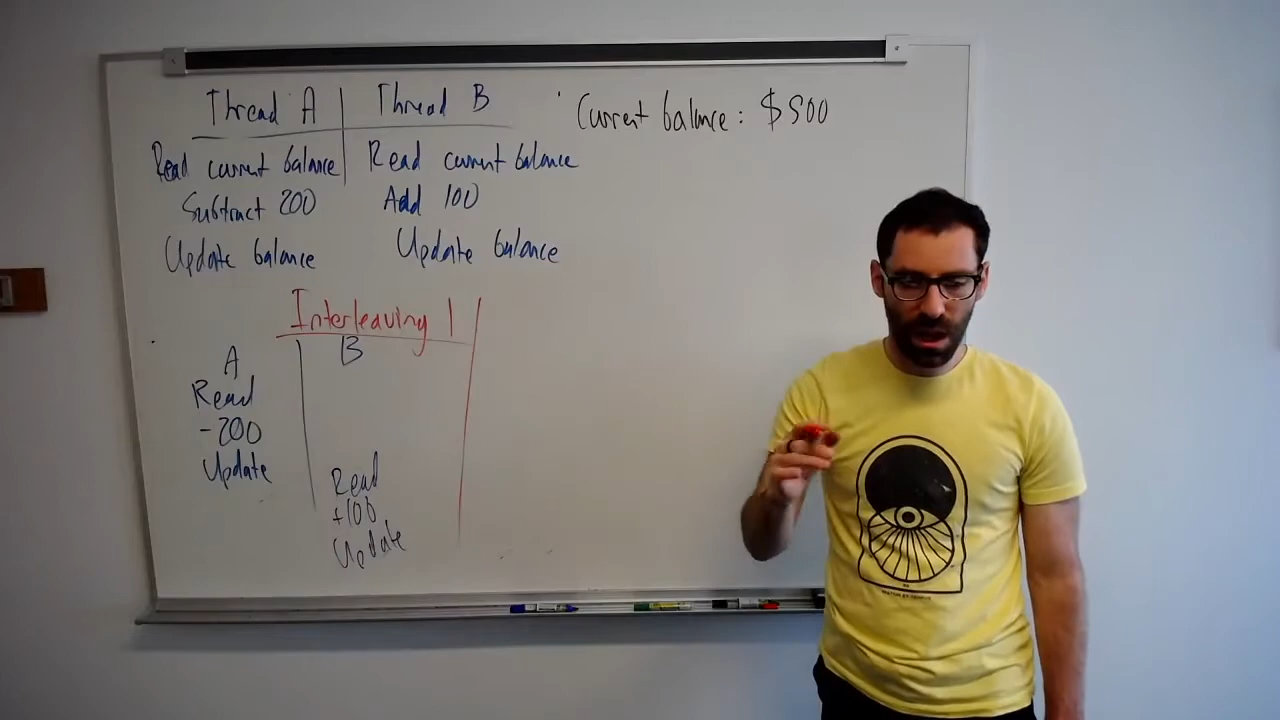 Thread A
Thread B
Current balance: $500
Read current balance
Read current balance
Subtract 200
Add 100
Update balance
Update balance
Interleaving 1
A
B
Read
-200
Update
Read
+100
Update